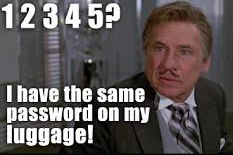 1 2 3 4 5?
I have the same
password on my
luggage!